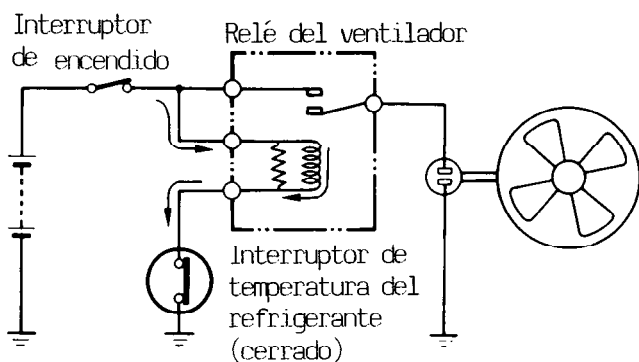 Interruptor
de encendido
Relé del ventilador
Interruptor de
temperatura del
refrigerante
(cerrado)